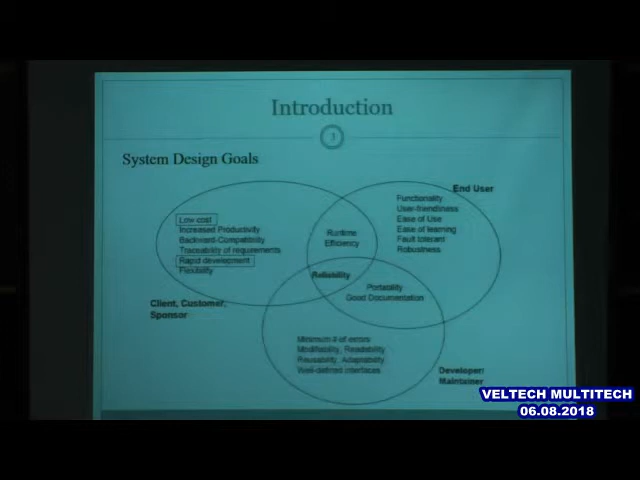 Introduction
3
System Design Goals
End User
Functionality
User-friendliness
Ease of Use
Ease of learning
Fault tolerant
Robustness
Low cost
Increased Productivity
Backward-Compatibility
Traceability of requirements
Rapid development
Flexibility
Runtime
Efficiency
Reliability
Portability
Good Documentation
Client, Customer,
Sponsor
Minimum # of errors
Modifiability, Readability
Reusability, Adaptability
Well-defined interfaces
Developer/
Maintainer
VELTECH MULTITECH
06.08.2018